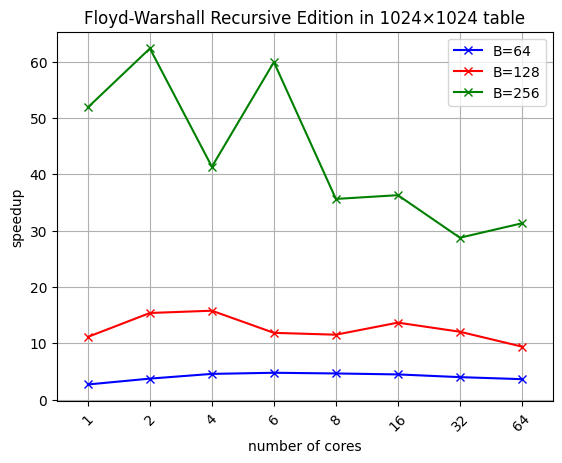 Floyd-Warshall Recursive Edition in 1024×1024 table
B=64
B=128
B=256
speedup
60
50
40
30
20
10
0
1
2
4
6
8
16
32
64
number of cores